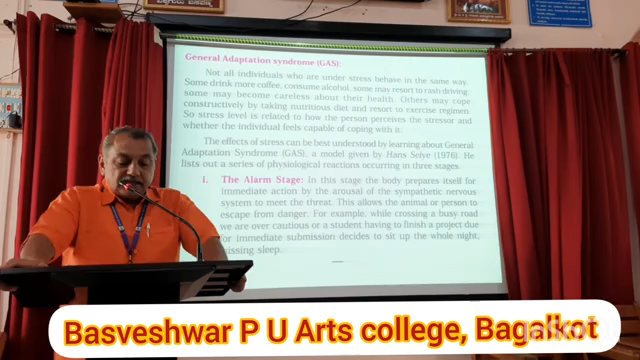 General Adaptation syndrome (GAS):
Not all individuals who are under stress behave in the same way.
Some drink more coffee, consume alcohol, some may resort to rash driving,
some may become careless about their health. Others may cope
constructively by taking nutritious diet and resort to exercise regimen.
So stress level is related to how the person perceives the stressor and
whether the individual feels capable of coping with it.
The effects of stress can be best understood by learning about General
Adaptation Syndrome (GAS), a model given by Hans Selye (1976). He
lists out a series of physiological reactions occurring in three stages.
1. The Alarm Stage: In this stage the body prepares itself for
immediate action by the arousal of the sympathetic nervous
system to meet the threat. This allows the animal or person to
escape from danger. For example, while crossing a busy road
we are over cautious or a student having to finish a project due
for immediate submission decides to sit up the whole night,
missing sleep.
Basveshwar P U Arts college, Bagalkot